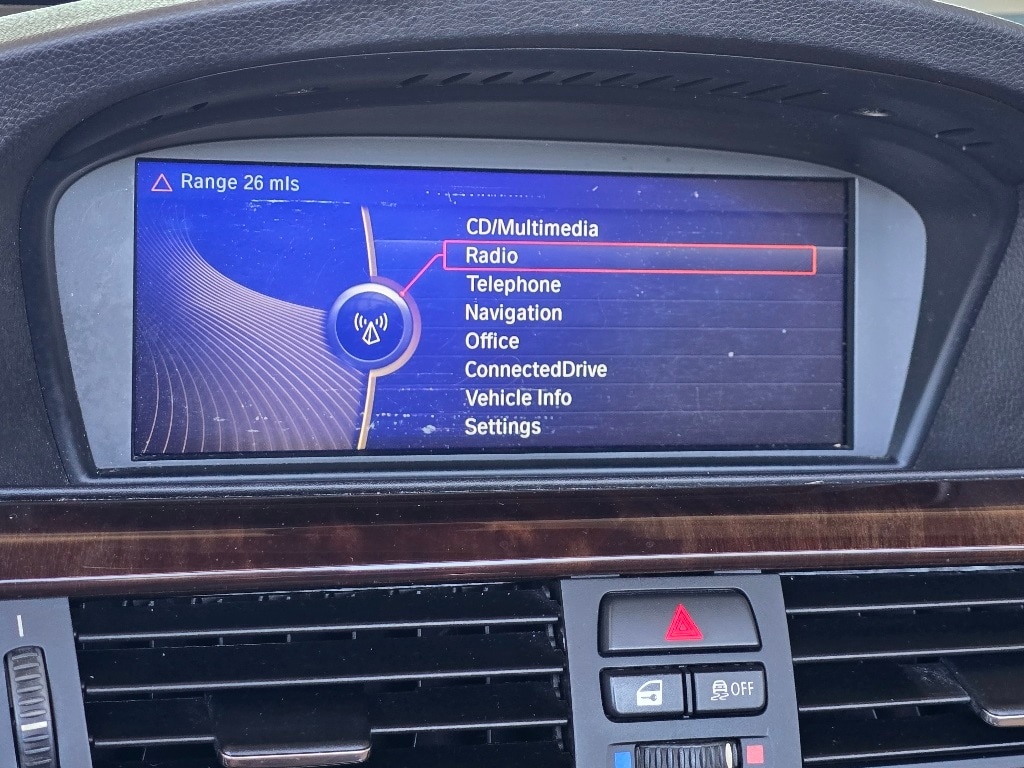 Range 26 mls
CD/Multimedia
Radio
Telephone
Navigation
Office
ConnectedDrive
Vehicle Info
Settings
OFF